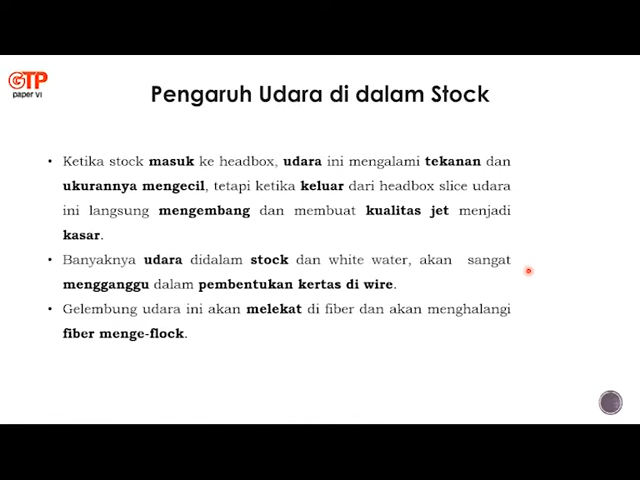 GTP
paper VI
Pengaruh Udara di dalam Stock
• Ketika stock masuk ke headbox, udara ini mengalami tekanan dan
ukurannya mengecil, tetapi ketika keluar dari headbox slice udara
ini langsung mengembang dan membuat kualitas jet menjadi
kasar.
• Banyaknya udara didalam stock dan white water, akan sangat
mengganggu dalam pembentukan kertas di wire.
• Gelembung udara ini akan melekat di fiber dan akan menghalangi
fiber menge-flock.